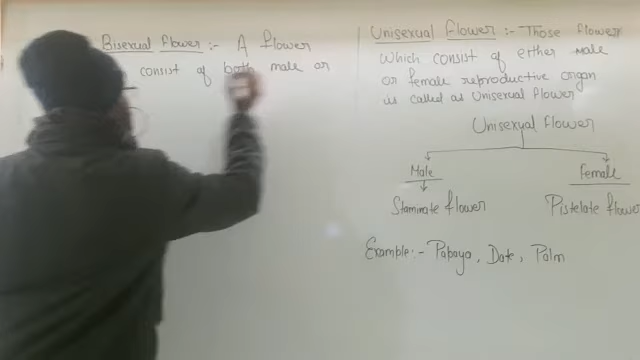 Bisexual flower :- A flower
consist of both male or
Unisexual flower :- Those flower
which consist of either male
or female reproductive organ
is called as Unisexual flower
Unisexual flower
Male Female
Staminate flower Pistelate flower
Example:- Papaya, Date, Palm